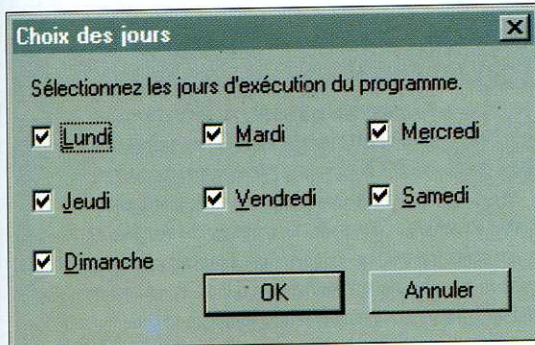 Choix des jours
Sélectionnez les jours d'exécution du programme.
Lundi Mardi Mercredi
Jeudi Vendredi Samedi
Dimanche
OK Annuler